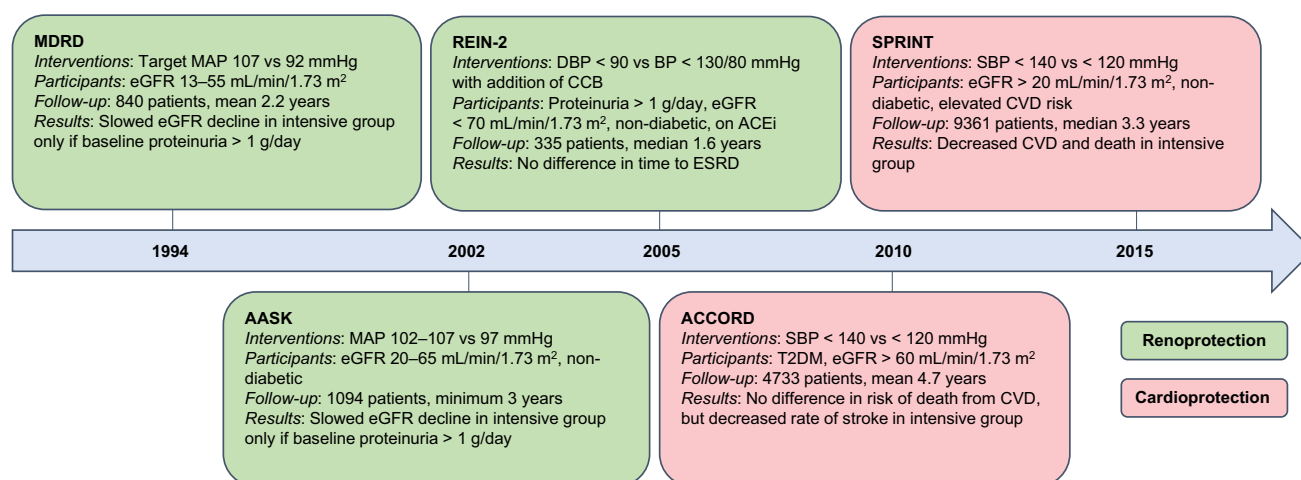 MDRD
Interventions: Target MAP 107 vs 92 mmHg
Participants: eGFR 13–55 mL/min/1.73 m²
Follow-up: 840 patients, mean 2.2 years
Results: Slowed eGFR decline in intensive group
only if baseline proteinuria > 1 g/day
REIN-2
Interventions: DBP < 90 vs BP < 130/80 mmHg
with addition of CCB
Participants: Proteinuria > 1 g/day, eGFR
< 70 mL/min/1.73 m², non-diabetic, on ACEi
Follow-up: 335 patients, median 1.6 years
Results: No difference in time to ESRD
SPRINT
Interventions: SBP < 140 vs < 120 mmHg
Participants: eGFR > 20 mL/min/1.73 m², non-
diabetic, elevated CVD risk
Follow-up: 9361 patients, median 3.3 years
Results: Decreased CVD and death in intensive
group
1994 2002 2005 2010 2015
AASK
Interventions: MAP 102–107 vs 97 mmHg
Participants: eGFR 20–65 mL/min/1.73 m², non-
diabetic
Follow-up: 1094 patients, minimum 3 years
Results: Slowed eGFR decline in intensive group
only if baseline proteinuria > 1 g/day
ACCORD
Interventions: SBP < 140 vs < 120 mmHg
Participants: T2DM, eGFR > 60 mL/min/1.73 m²
Follow-up: 4733 patients, mean 4.7 years
Results: No difference in risk of death from CVD,
but decreased rate of stroke in intensive group
Renoprotection
Cardioprotection